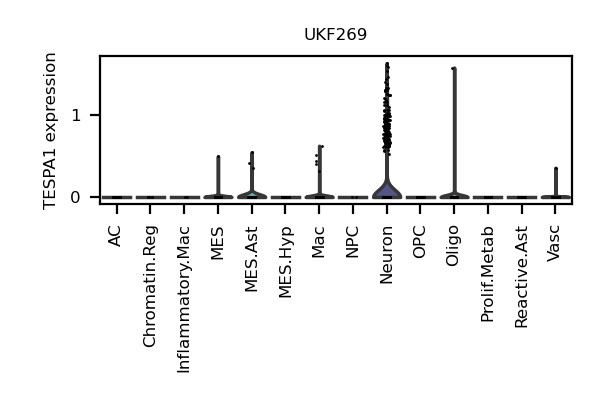 UKF269
TESPA1 expression
1
0
AC
Chromatin.Reg
Inflammatory.Mac
MES
MES.Ast
MES.Hyp
Mac
NPC
Neuron
OPC
Oligo
Prolif.Metab
Reactive.Ast
Vasc